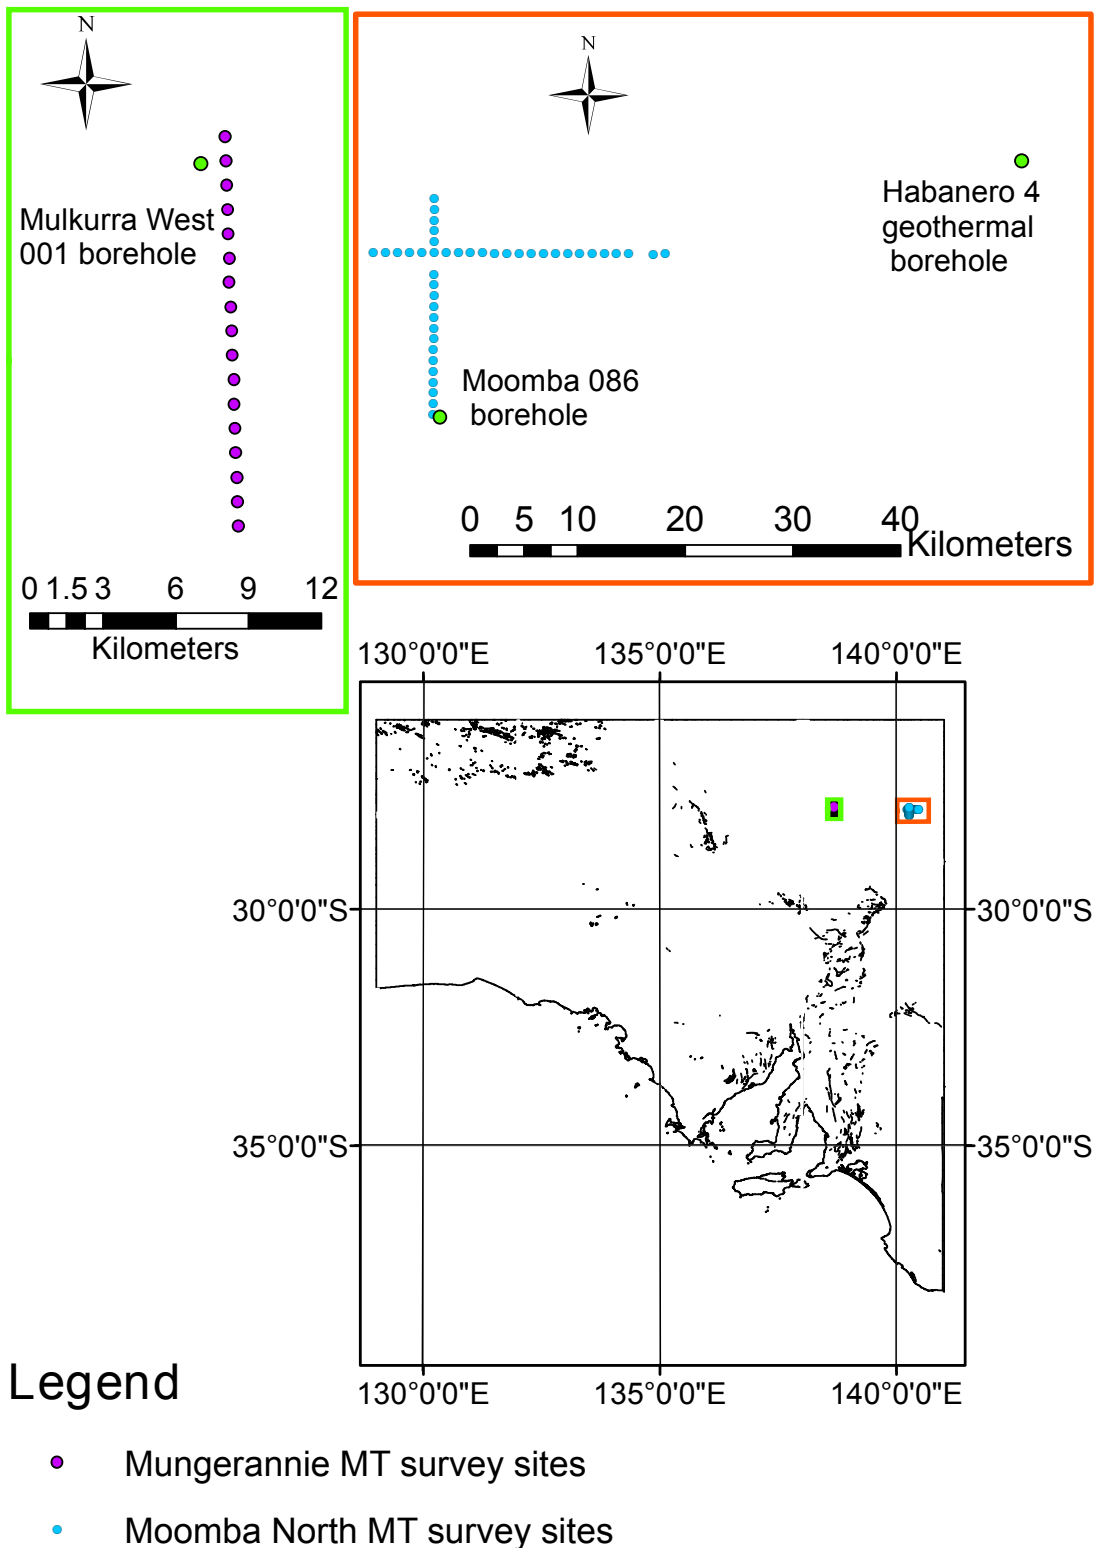 N
Mulkurra West
001 borehole
0 1.5 3 6 9 12
Kilometers
N
Habanero 4
geothermal
borehole
Moomba 086
borehole
0 5 10 20 30 40
Kilometers
130°0'0"E 135°0'0"E 140°0'0"E
30°0'0"S 30°0'0"S
35°0'0"S 35°0'0"S
130°0'0"E 135°0'0"E 140°0'0"E
Legend
Mungerannie MT survey sites
Moomba North MT survey sites